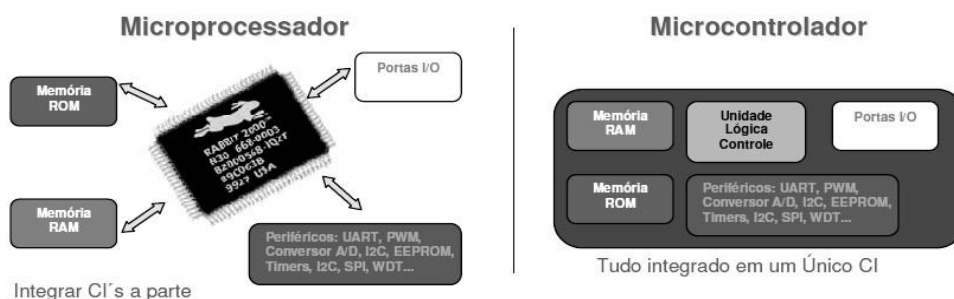 Microprocessador
Memória
ROM
Portas I/O
RABBIT 2000
Memória
RAM
Periféricos: UART, PWM,
Conversor A/D, I2C, EEPROM,
Timers, I2C, SPI, WDT...
Integrar CI´s a parte
Microcontrolador
Memória
RAM
Unidade
Lógica
Controle
Portas I/O
Memória
ROM
Periféricos: UART, PWM,
Conversor A/D, I2C, EEPROM,
Timers, I2C, SPI, WDT...
Tudo integrado em um Único CI